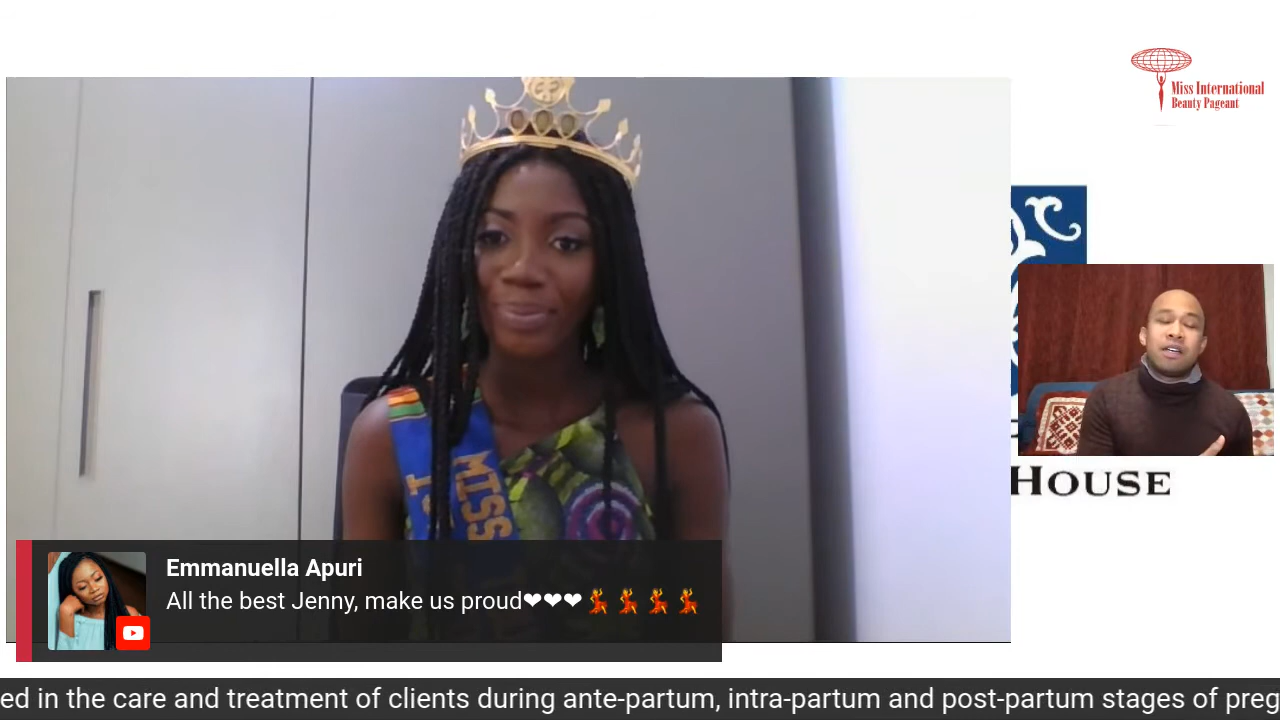 Miss International
Beauty Pageant
HOUSE
MISS
Emmanuella Apuri
All the best Jenny, make us proud❤❤❤💃💃💃💃
ed in the care and treatment of clients during ante-partum, intra-partum and post-partum stages of preg